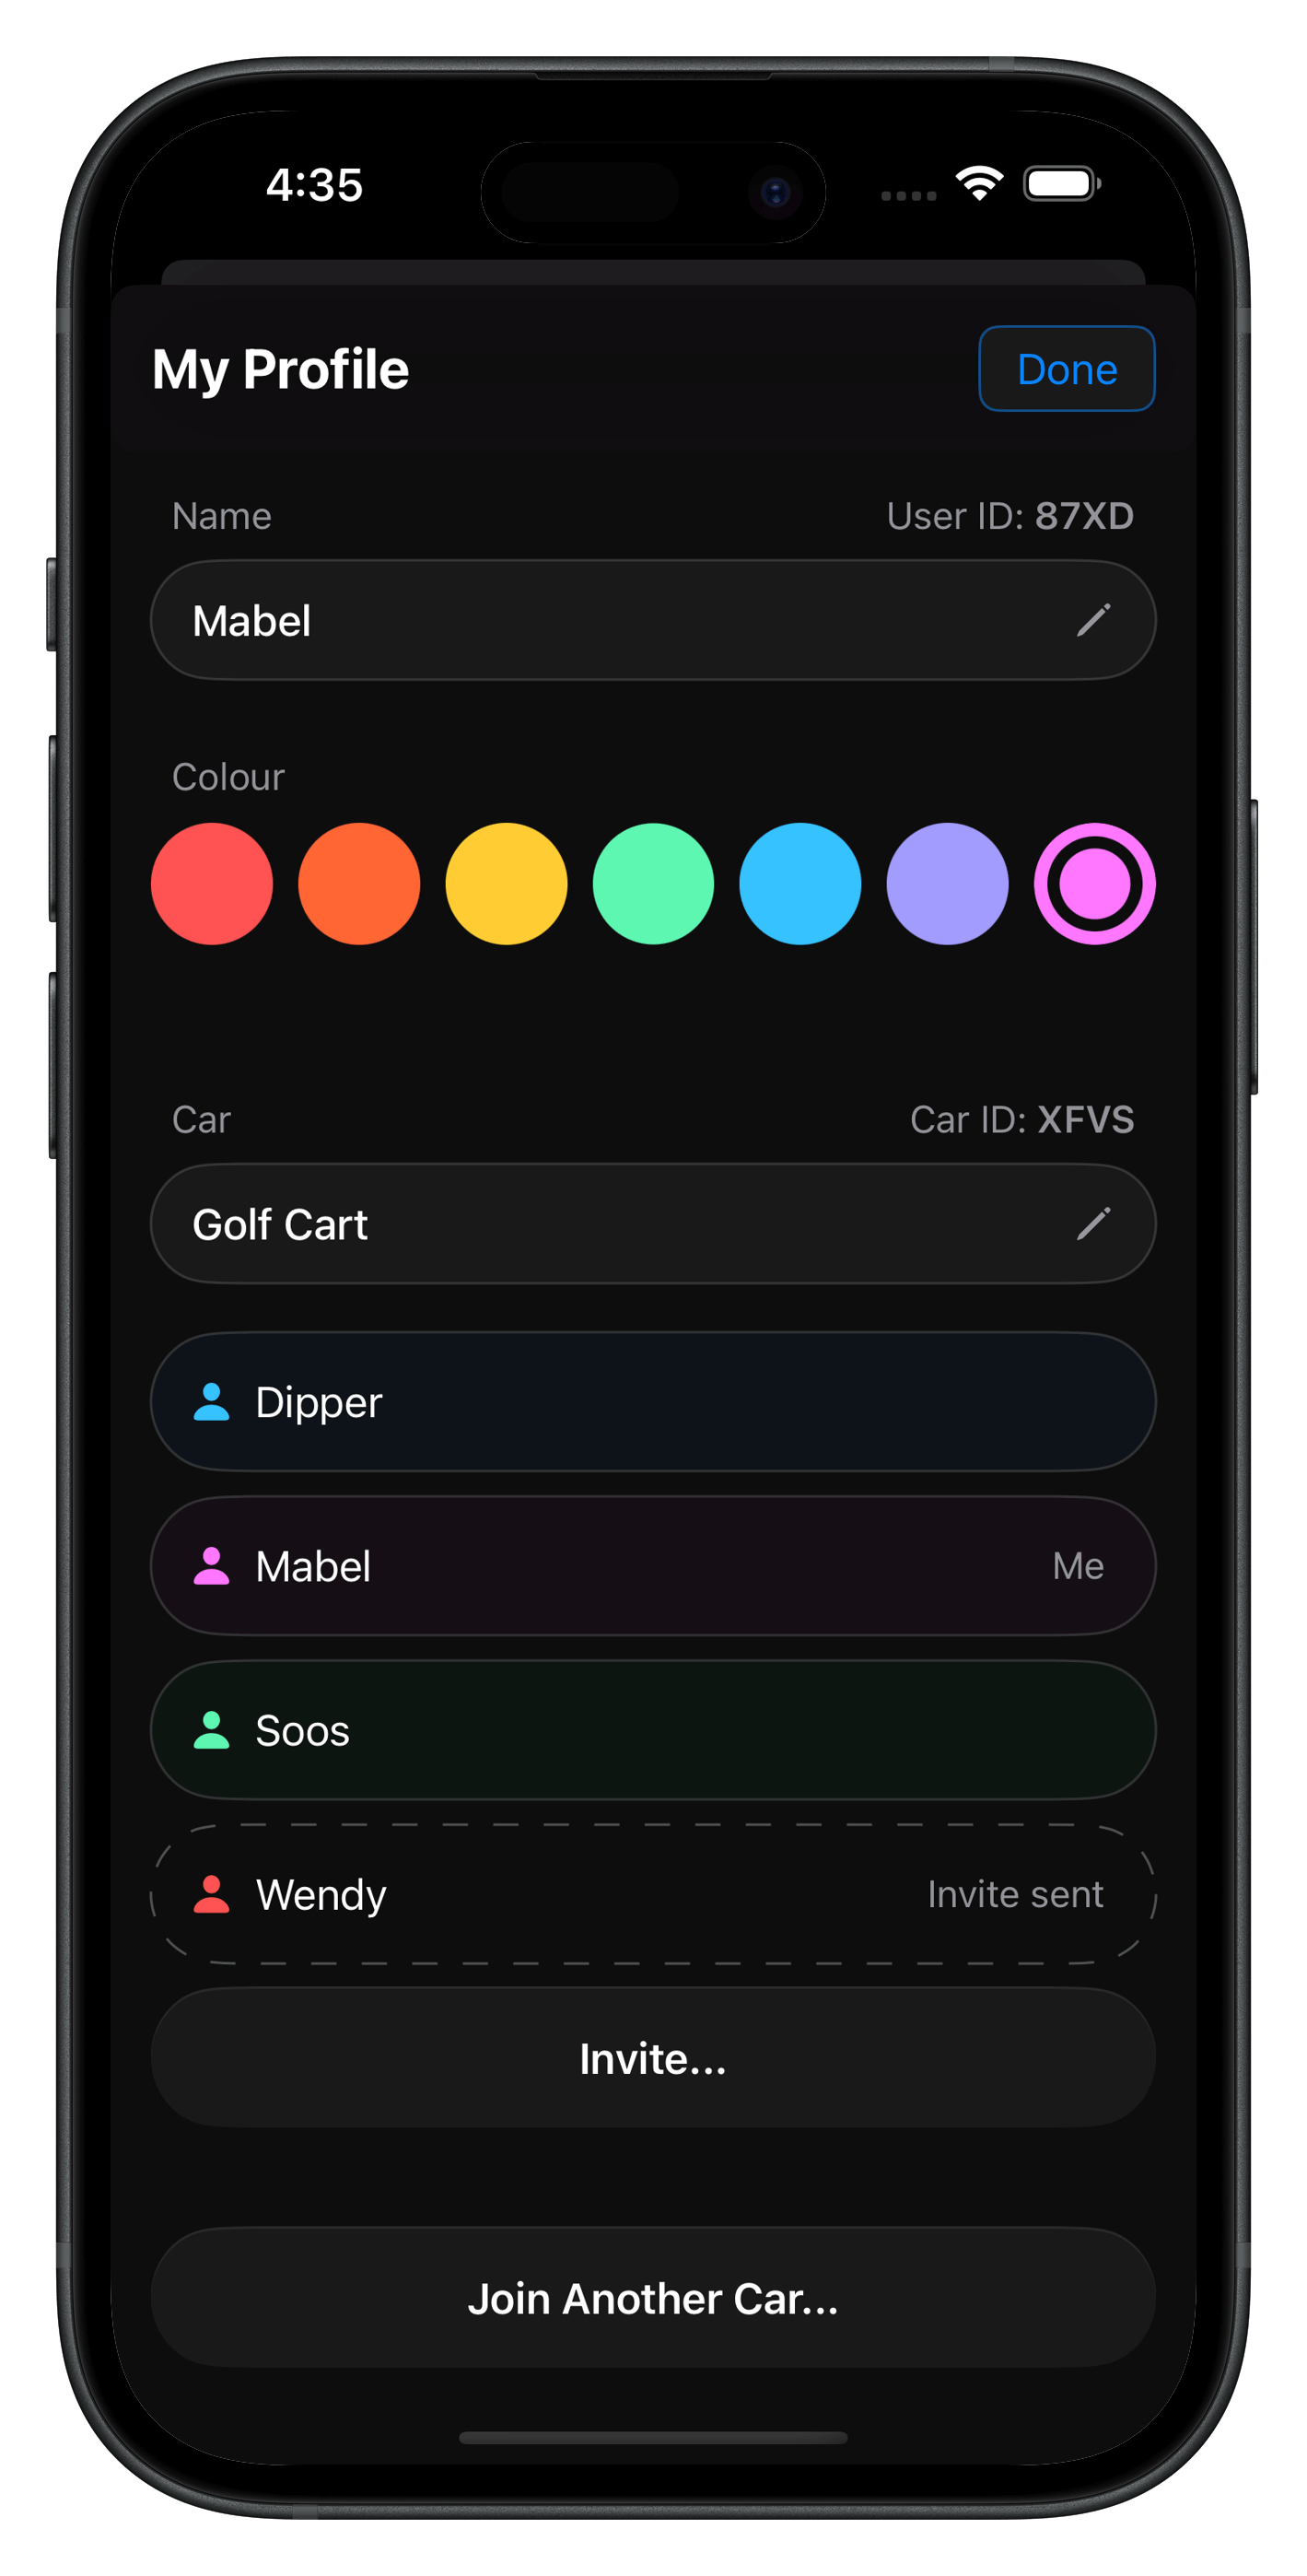 4:35
My Profile
Done
Name
User ID: 87XD
Mabel
Colour
Car
Car ID: XFVS
Golf Cart
Dipper
Mabel
Me
Soos
Wendy
Invite sent
Invite...
Join Another Car...